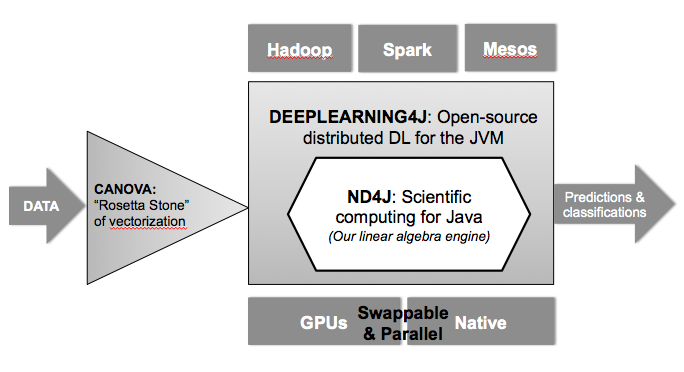 Hadoop
Spark
Mesos
DEEPLEARNING4J: Open-source
distributed DL for the JVM
DATA
CANOVA:
“Rosetta Stone”
of vectorization
ND4J: Scientific
computing for Java
(Our linear algebra engine)
Predictions &
classifications
GPUs
Swappable
& Parallel
Native